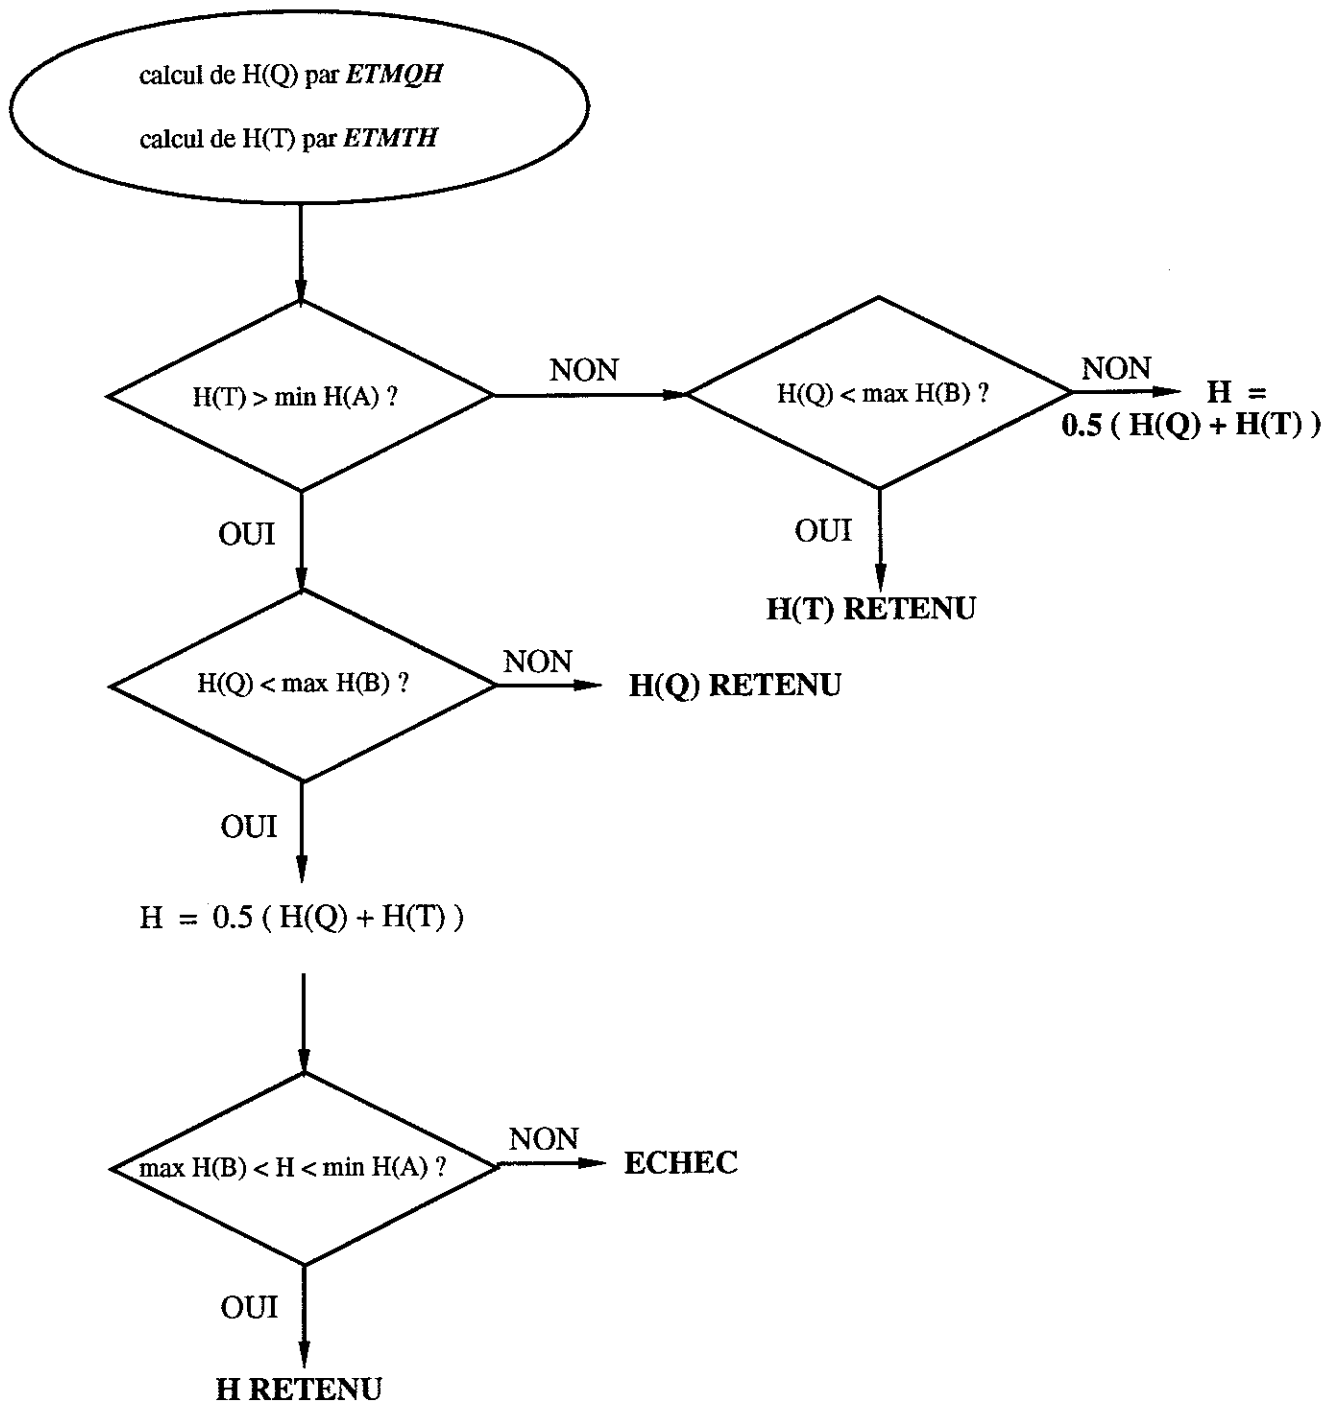 calcul de H(Q) par ETMQH
calcul de H(T) par ETMTH
H(T) > min H(A) ?
NON
H(Q) < max H(B) ?
NON
H =
0.5 ( H(Q) + H(T) )
OUI
OUI
H(T) RETENU
H(Q) < max H(B) ?
NON
H(Q) RETENU
OUI
H = 0.5 ( H(Q) + H(T) )
max H(B) < H < min H(A) ?
NON
ECHEC
OUI
H RETENU